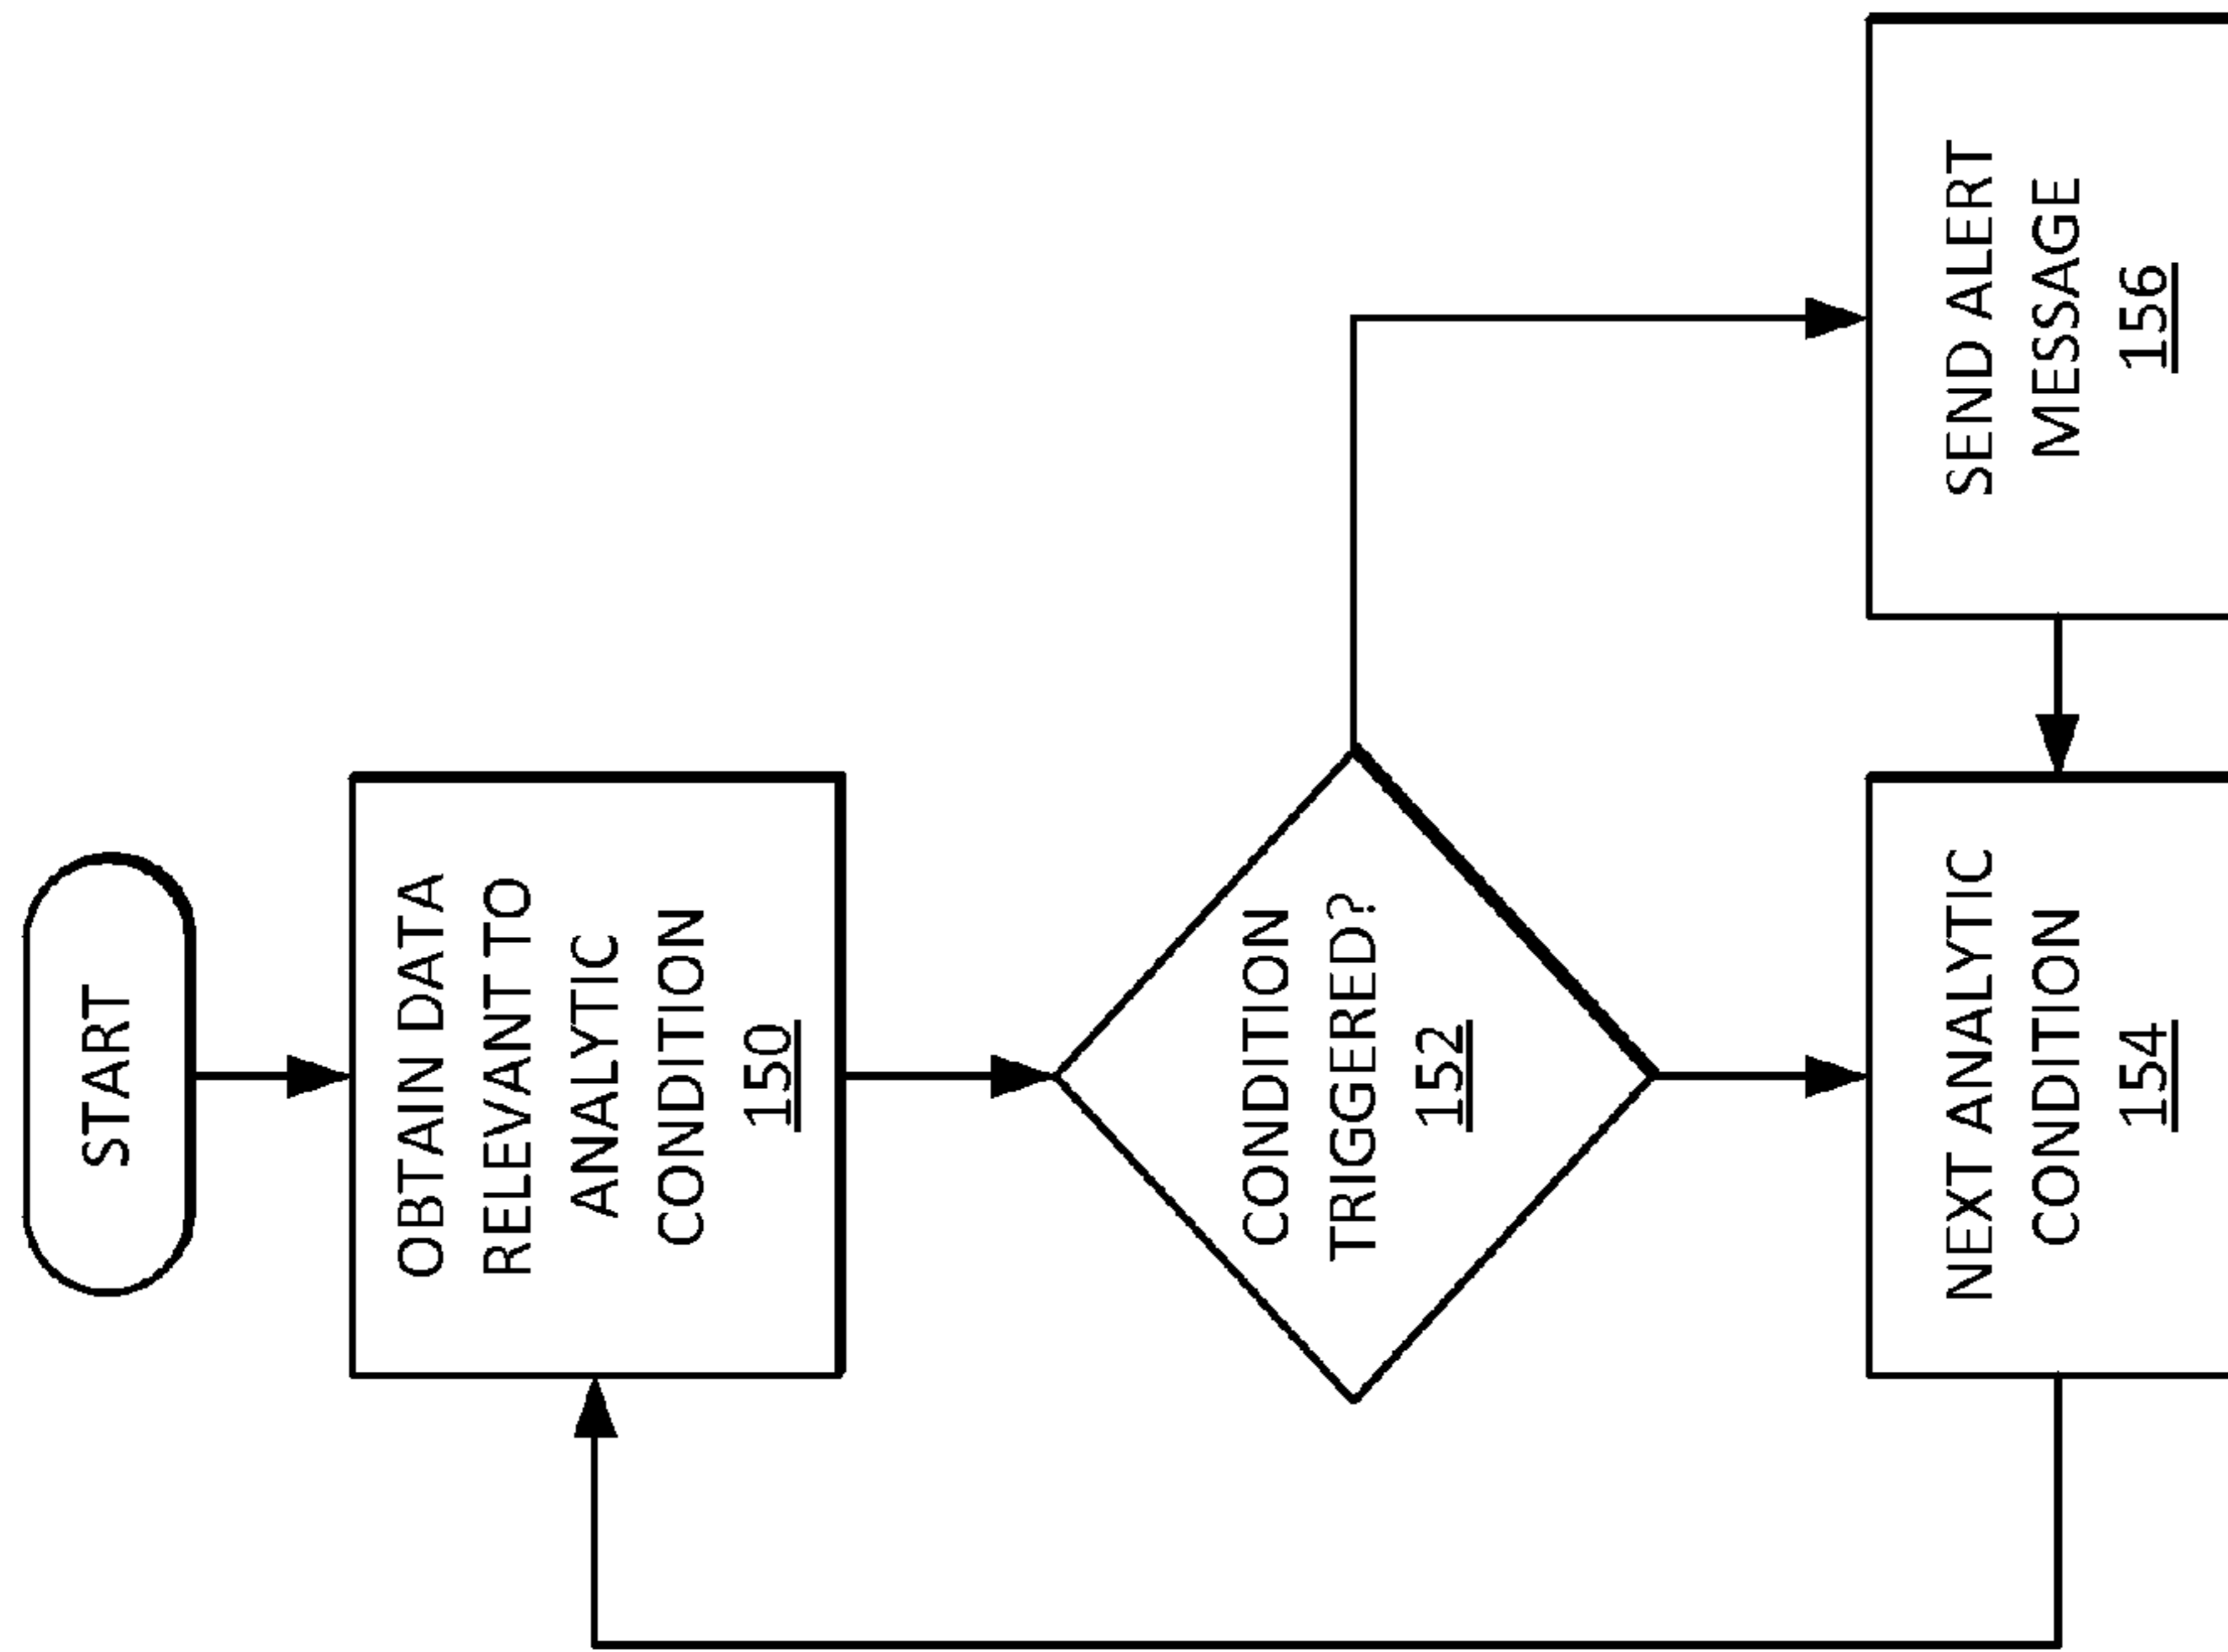 START
OBTAIN DATA
RELEVANT TO
ANALYTIC
CONDITION
150
CONDITION
TRIGGERED?
152
NEXT ANALYTIC
CONDITION
154
SEND ALERT
MESSAGE
156